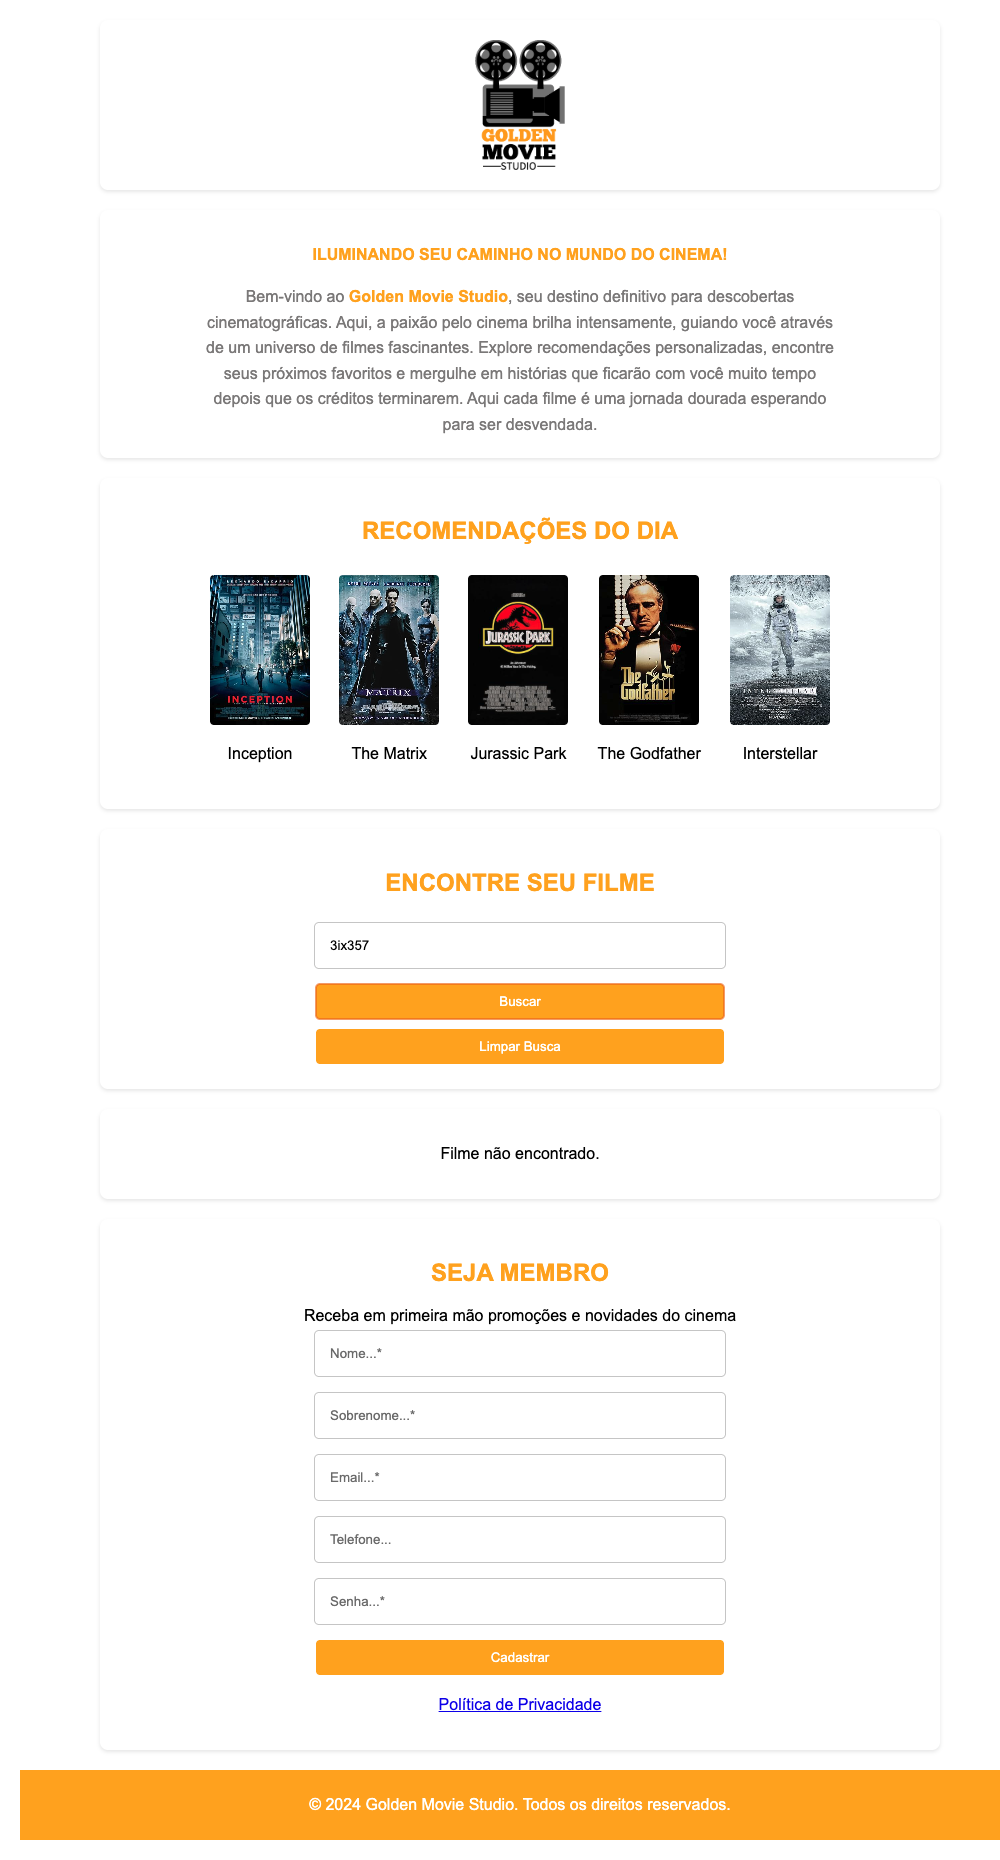 GOLDEN
MOVIE
STUDIO
ILUMINANDO SEU CAMINHO NO MUNDO DO CINEMA!
Bem-vindo ao Golden Movie Studio, seu destino definitivo para descobertas
cinematográficas. Aqui, a paixão pelo cinema brilha intensamente, guiando você através
de um universo de filmes fascinantes. Explore recomendações personalizadas, encontre
seus próximos favoritos e mergulhe em histórias que ficarão com você muito tempo
depois que os créditos terminarem. Aqui cada filme é uma jornada dourada esperando
para ser desvendada.
RECOMENDAÇÕES DO DIA
INCEPTION
MATRIX
JURASSIC PARK
The
Godfather
INTERSTELLAR
Inception
The Matrix
Jurassic Park
The Godfather
Interstellar
ENCONTRE SEU FILME
3ix357
Buscar
Limpar Busca
Filme não encontrado.
SEJA MEMBRO
Receba em primeira mão promoções e novidades do cinema
Nome...*
Sobrenome...*
Email...*
Telefone...
Senha...*
Cadastrar
Política de Privacidade
© 2024 Golden Movie Studio. Todos os direitos reservados.